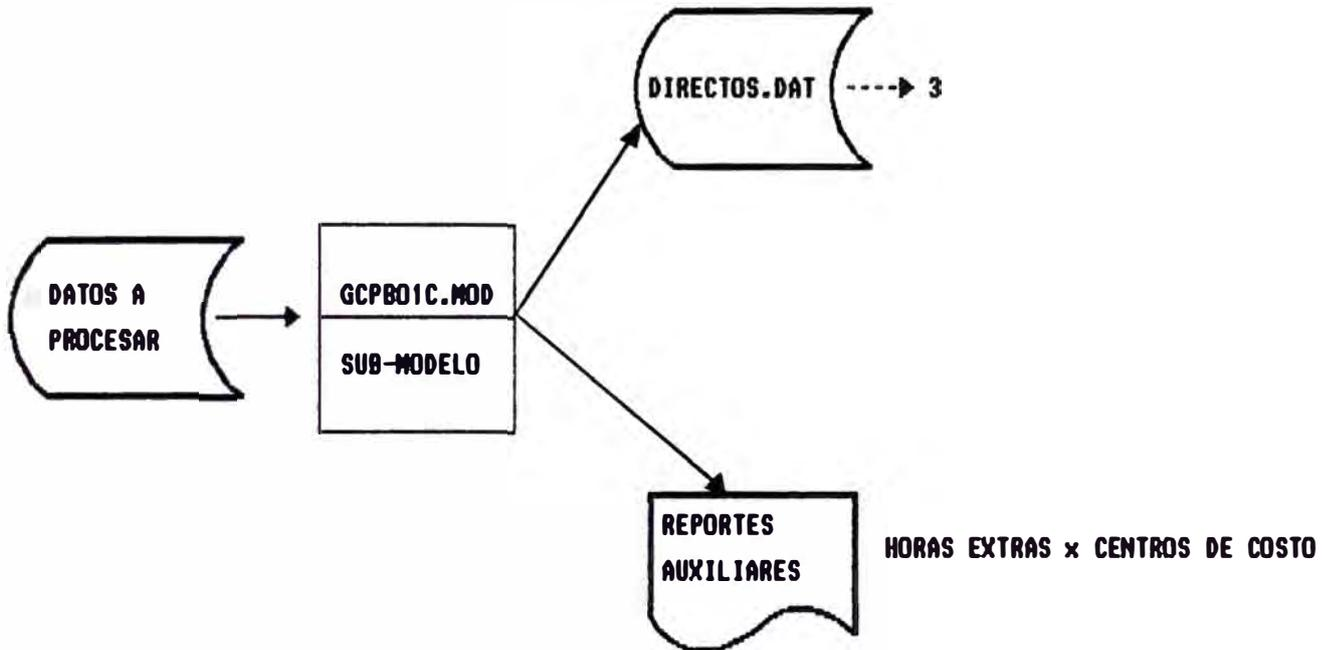 DIRECTOS.DAT
3
DATOS A
PROCESAR
GCPB01C.MOD
SUB-MODELO
REPORTES
AUXILIARES
HORAS EXTRAS x CENTROS DE COSTO